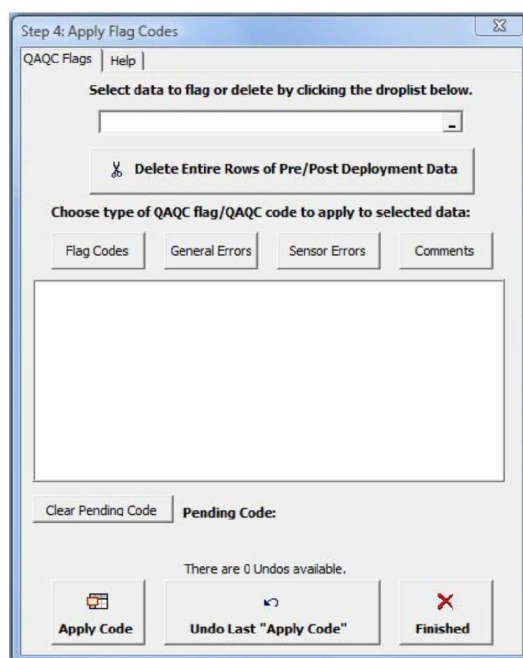 Step 4: Apply Flag Codes
QAQC Flags Help
Select data to flag or delete by clicking the droplist below.
Delete Entire Rows of Pre/Post Deployment Data
Choose type of QAQC flag/QAQC code to apply to selected data:
Flag Codes General Errors Sensor Errors Comments
Clear Pending Code Pending Code:
There are 0 Undos available.
Apply Code Undo Last "Apply Code" Finished